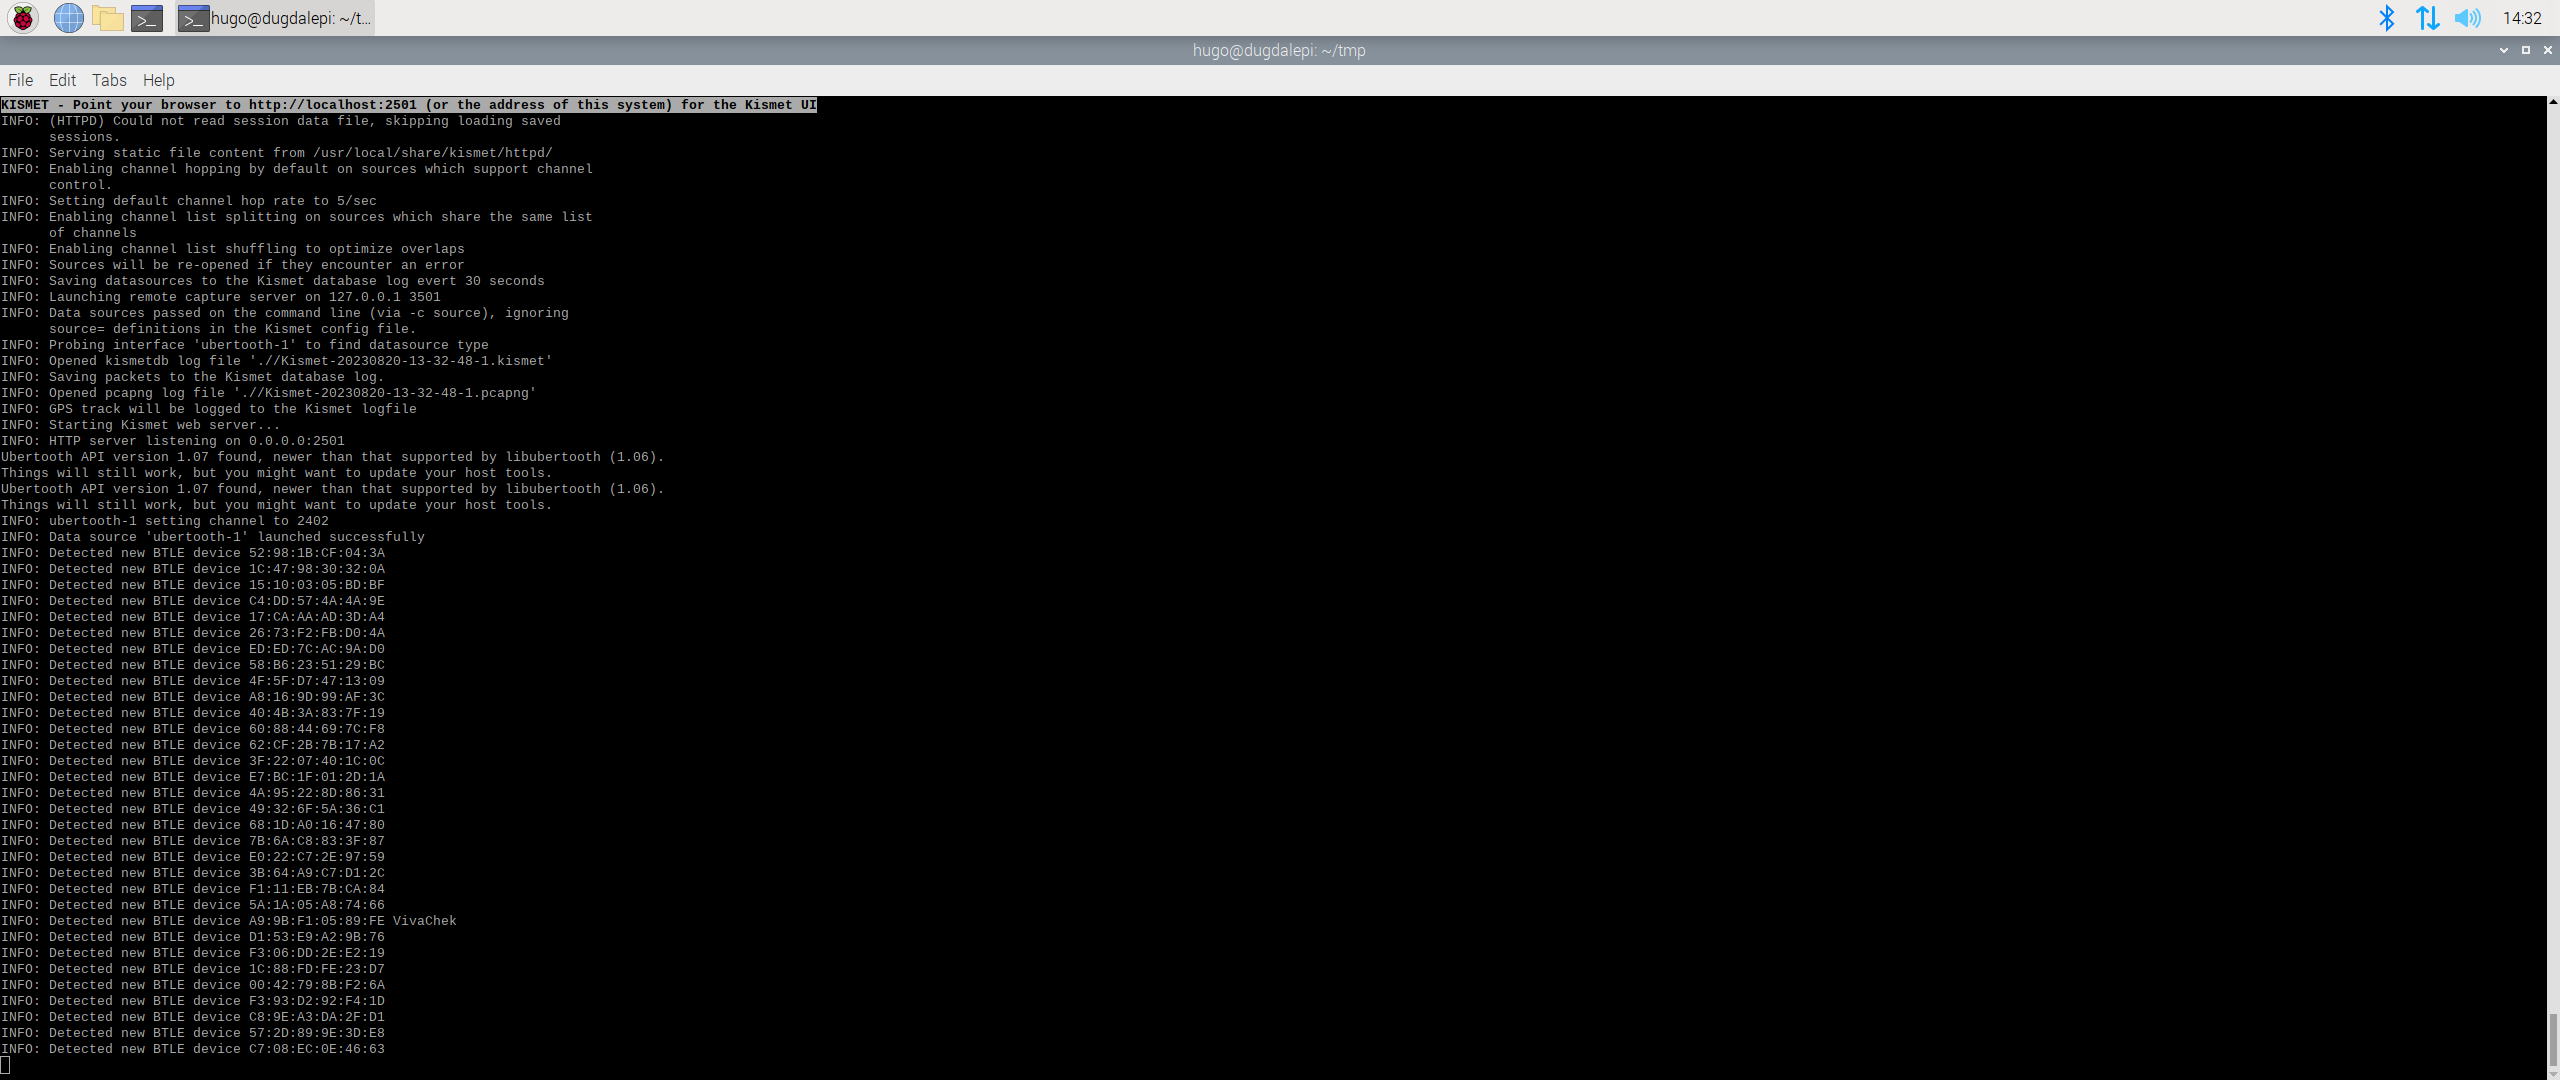 hugo@dugdalepi: ~/t...
14:32
hugo@dugdalepi: ~/tmp
File Edit Tabs Help
KISMET - Point your browser to http://localhost:2501 (or the address of this system) for the Kismet UI
INFO: (HTTPD) Could not read session data file, skipping loading saved
sessions.
INFO: Serving static file content from /usr/local/share/kismet/httpd/
INFO: Enabling channel hopping by default on sources which support channel
control.
INFO: Setting default channel hop rate to 5/sec
INFO: Enabling channel list splitting on sources which share the same list
of channels
INFO: Enabling channel list shuffling to optimize overlaps
INFO: Sources will be re-opened if they encounter an error
INFO: Saving datasources to the Kismet database log evert 30 seconds
INFO: Launching remote capture server on 127.0.0.1 3501
INFO: Data sources passed on the command line (via -c source), ignoring
source= definitions in the Kismet config file.
INFO: Probing interface 'ubertooth-1' to find datasource type
INFO: Opened kismetdb log file './/Kismet-20230820-13-32-48-1.kismet'
INFO: Saving packets to the Kismet database log.
INFO: Opened pcapng log file './/Kismet-20230820-13-32-48-1.pcapng'
INFO: GPS track will be logged to the Kismet logfile
INFO: Starting Kismet web server...
INFO: HTTP server listening on 0.0.0.0:2501
Ubertooth API version 1.07 found, newer than that supported by libubertooth (1.06).
Things will still work, but you might want to update your host tools.
Ubertooth API version 1.07 found, newer than that supported by libubertooth (1.06).
Things will still work, but you might want to update your host tools.
INFO: ubertooth-1 setting channel to 2402
INFO: Data source 'ubertooth-1' launched successfully
INFO: Detected new BTLE device 52:98:1B:CF:04:3A
INFO: Detected new BTLE device 1C:47:98:30:32:0A
INFO: Detected new BTLE device 15:10:03:05:BD:BF
INFO: Detected new BTLE device C4:DD:57:4A:4A:9E
INFO: Detected new BTLE device 17:CA:AA:AD:3D:A4
INFO: Detected new BTLE device 26:73:F2:FB:D0:4A
INFO: Detected new BTLE device ED:ED:7C:AC:9A:D0
INFO: Detected new BTLE device 58:B6:23:51:29:BC
INFO: Detected new BTLE device 4F:5F:D7:47:13:09
INFO: Detected new BTLE device A8:16:9D:99:AF:3C
INFO: Detected new BTLE device 40:4B:3A:83:7F:19
INFO: Detected new BTLE device 60:88:44:69:7C:F8
INFO: Detected new BTLE device 62:CF:2B:7B:17:A2
INFO: Detected new BTLE device 3F:22:07:40:1C:0C
INFO: Detected new BTLE device E7:BC:1F:01:2D:1A
INFO: Detected new BTLE device 4A:95:22:8D:86:31
INFO: Detected new BTLE device 49:32:6F:5A:36:C1
INFO: Detected new BTLE device 68:1D:A0:16:47:80
INFO: Detected new BTLE device 7B:6A:C8:83:3F:87
INFO: Detected new BTLE device E0:22:C7:2E:97:59
INFO: Detected new BTLE device 3B:64:A9:C7:D1:2C
INFO: Detected new BTLE device F1:11:EB:7B:CA:84
INFO: Detected new BTLE device 5A:1A:05:A8:74:66
INFO: Detected new BTLE device A9:9B:F1:05:89:FE VivaChek
INFO: Detected new BTLE device D1:53:E9:A2:9B:76
INFO: Detected new BTLE device F3:06:DD:2E:E2:19
INFO: Detected new BTLE device 1C:88:FD:FE:23:D7
INFO: Detected new BTLE device 00:42:79:8B:F2:6A
INFO: Detected new BTLE device F3:93:D2:92:F4:1D
INFO: Detected new BTLE device C8:9E:A3:DA:2F:D1
INFO: Detected new BTLE device 57:2D:89:9E:3D:E8
INFO: Detected new BTLE device C7:08:EC:0E:46:63